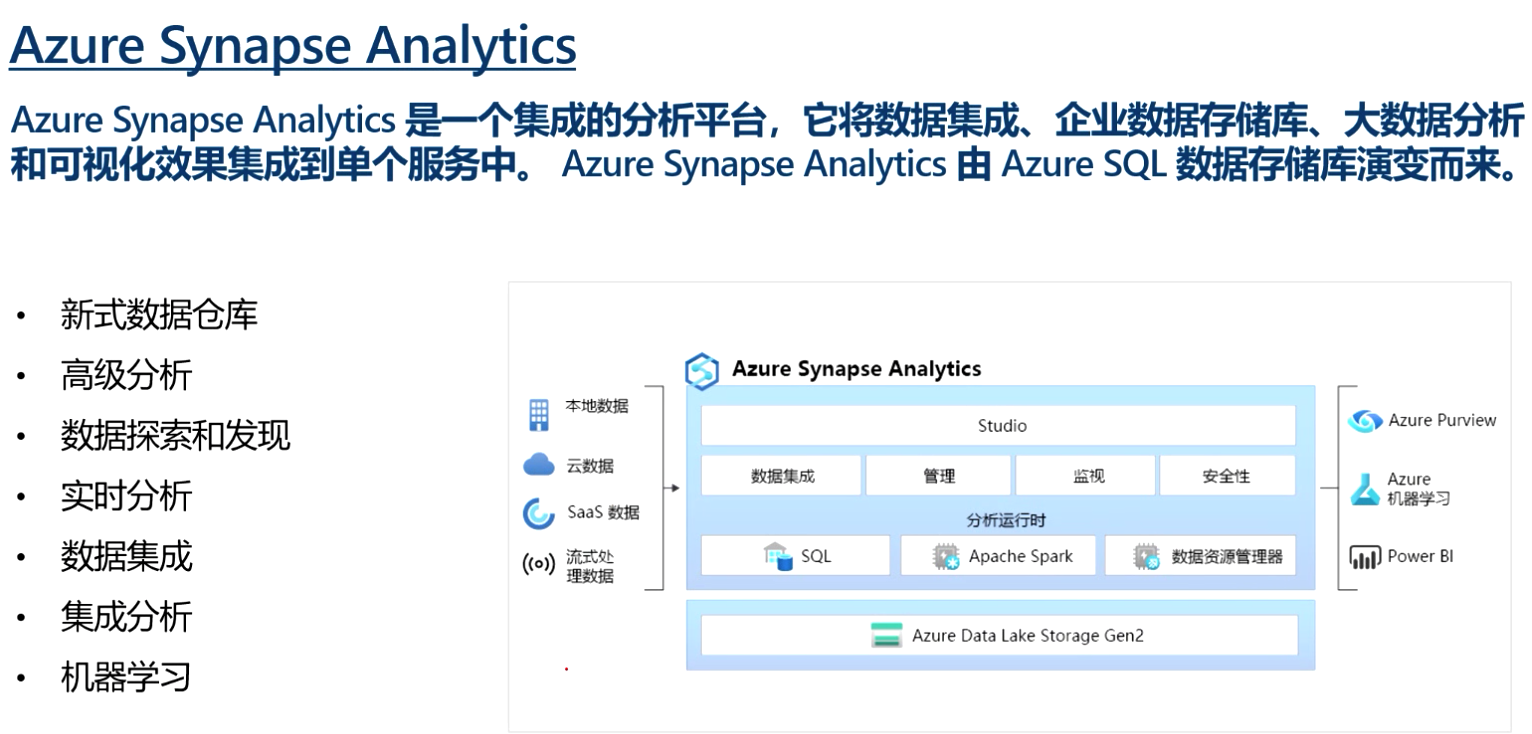 Azure Synapse Analytics
Azure Synapse Analytics 是一个集成的分析平台，它将数据集成、企业数据存储库、大数据分析
和可视化效果集成到单个服务中。 Azure Synapse Analytics 由 Azure SQL 数据存储库演变而来。
• 新式数据仓库
• 高级分析
• 数据探索和发现
• 实时分析
• 数据集成
• 集成分析
• 机器学习
Azure Synapse Analytics
本地数据
云数据
SaaS 数据
流式处
理数据
Studio
数据集成
管理
监视
安全性
分析运行时
SQL
Apache Spark
数据资源管理器
Azure Data Lake Storage Gen2
Azure Purview
Azure
机器学习
Power BI